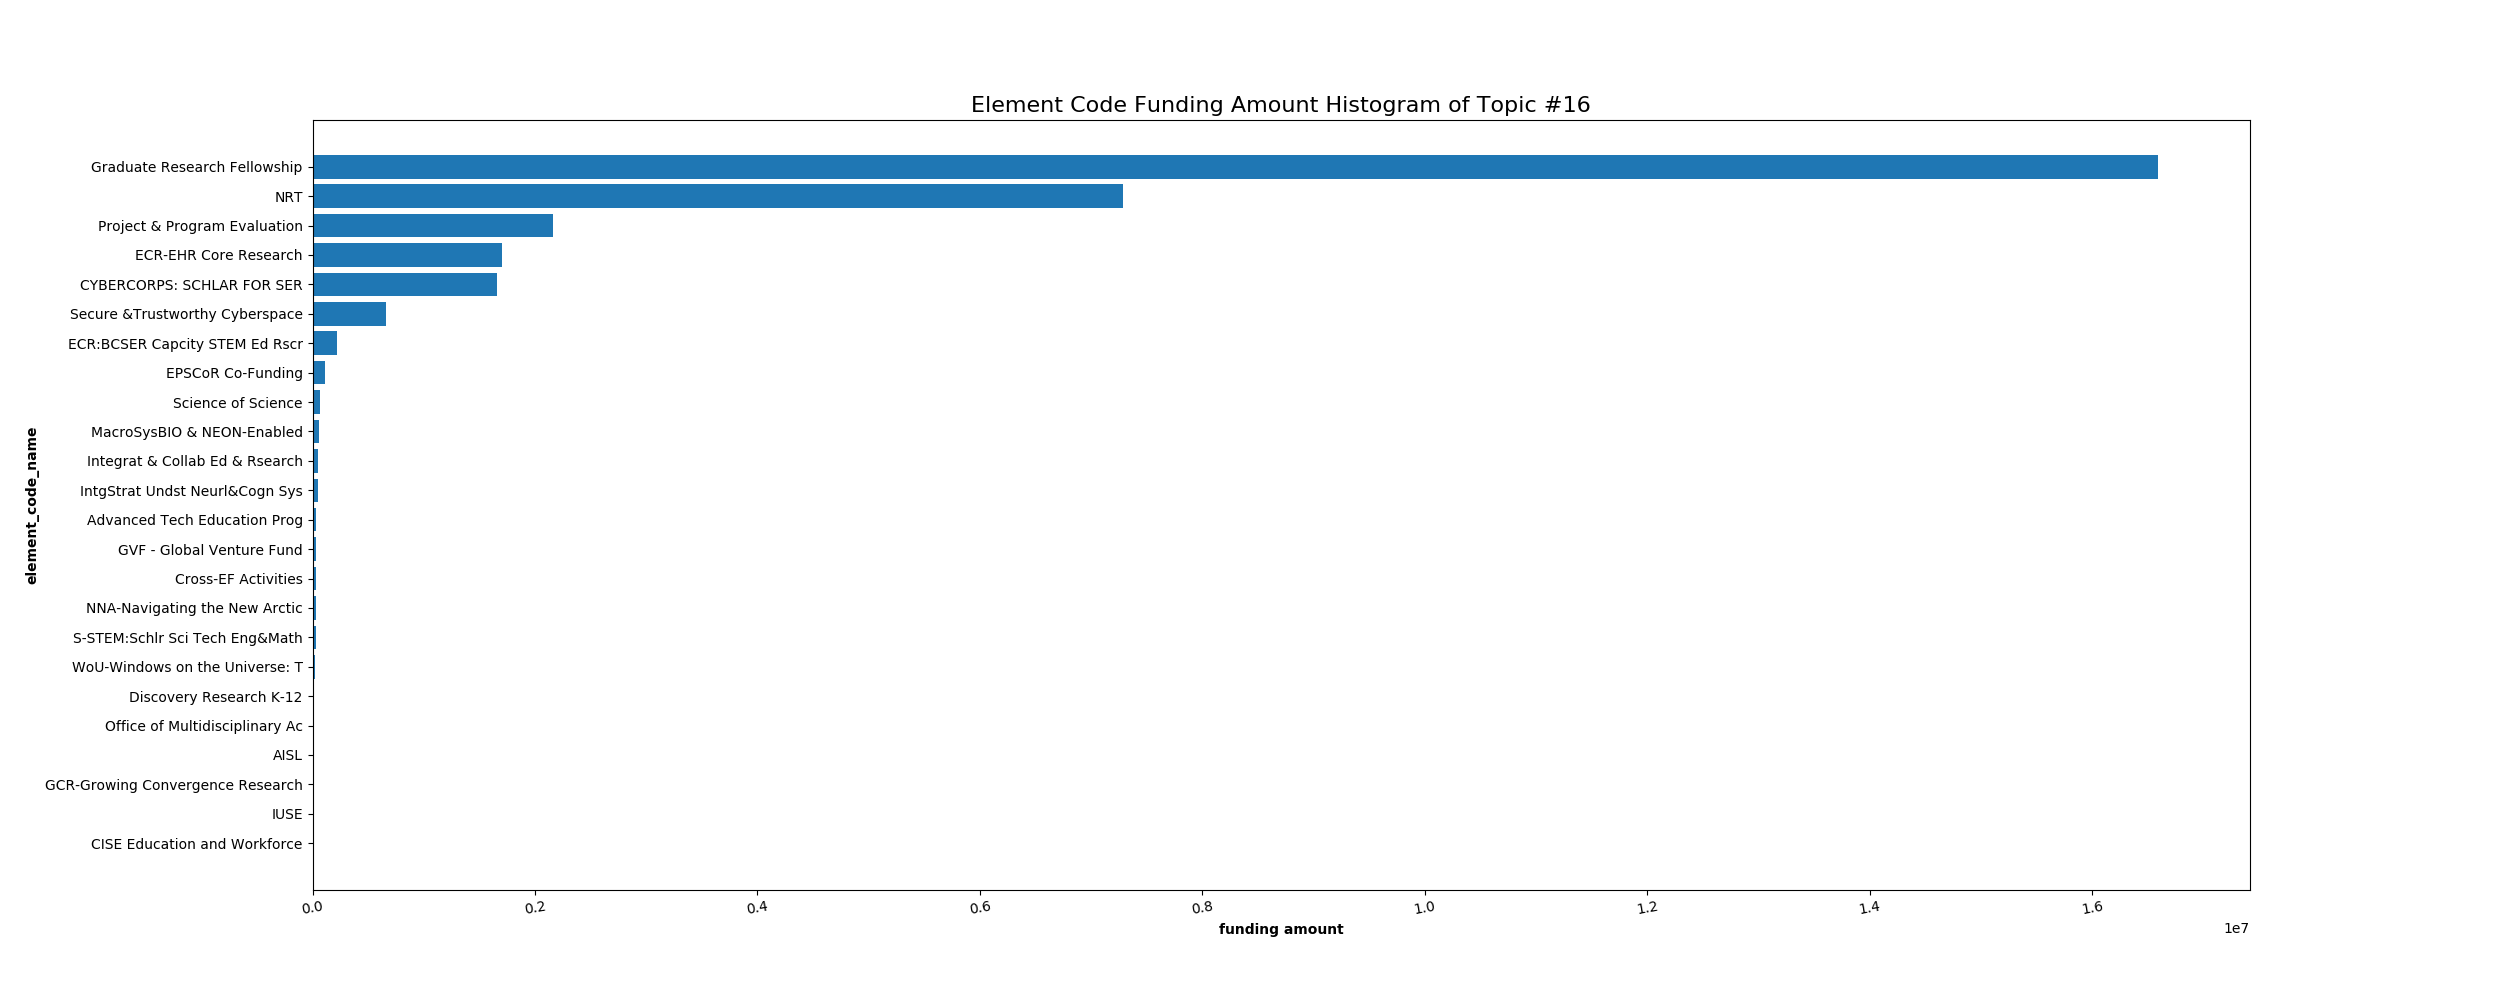 Element Code Funding Amount Histogram of Topic #16
Graduate Research Fellowship
NRT
Project & Program Evaluation
ECR-EHR Core Research
CYBERCORPS: SCHLAR FOR SER
Secure &Trustworthy Cyberspace
ECR:BCSER Capcity STEM Ed Rscr
EPSCoR Co-Funding
Science of Science
MacroSysBIO & NEON-Enabled
Integrat & Collab Ed & Rsearch
IntgStrat Undst Neurl&Cogn Sys
Advanced Tech Education Prog
GVF - Global Venture Fund
Cross-EF Activities
NNA-Navigating the New Arctic
S-STEM:Schlr Sci Tech Eng&Math
WoU-Windows on the Universe: T
Discovery Research K-12
Office of Multidisciplinary Ac
AISL
GCR-Growing Convergence Research
IUSE
CISE Education and Workforce
element_code_name
0.0 0.2 0.4 0.6 0.8 1.0 1.2 1.4 1.6
funding amount
1e7